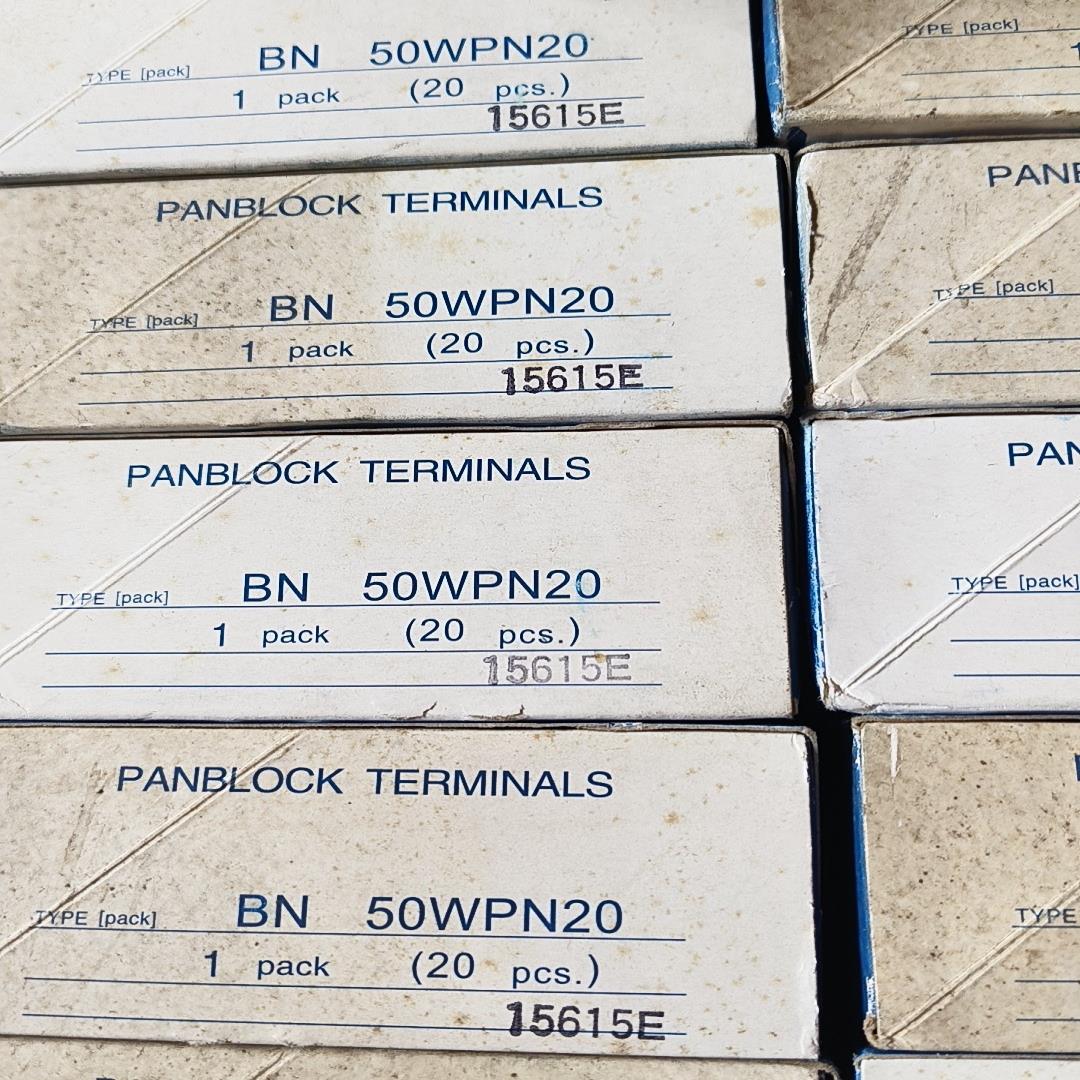 BN 50WPN20
TYPE [pack]
1 pack (20 pcs.)
15615E
TYPE [pack]
PANBLOCK TERMINALS
BN 50WPN20
TYPE [pack]
1 pack (20 pcs.)
15615E
TYPE [pack]
PANBLOCK TERMINALS
BN 50WPN20
TYPE [pack]
1 pack (20 pcs.)
15615E
TYPE [pack]
PANBLOCK TERMINALS
BN 50WPN20
TYPE [pack]
1 pack (20 pcs.)
15615E
TYPE